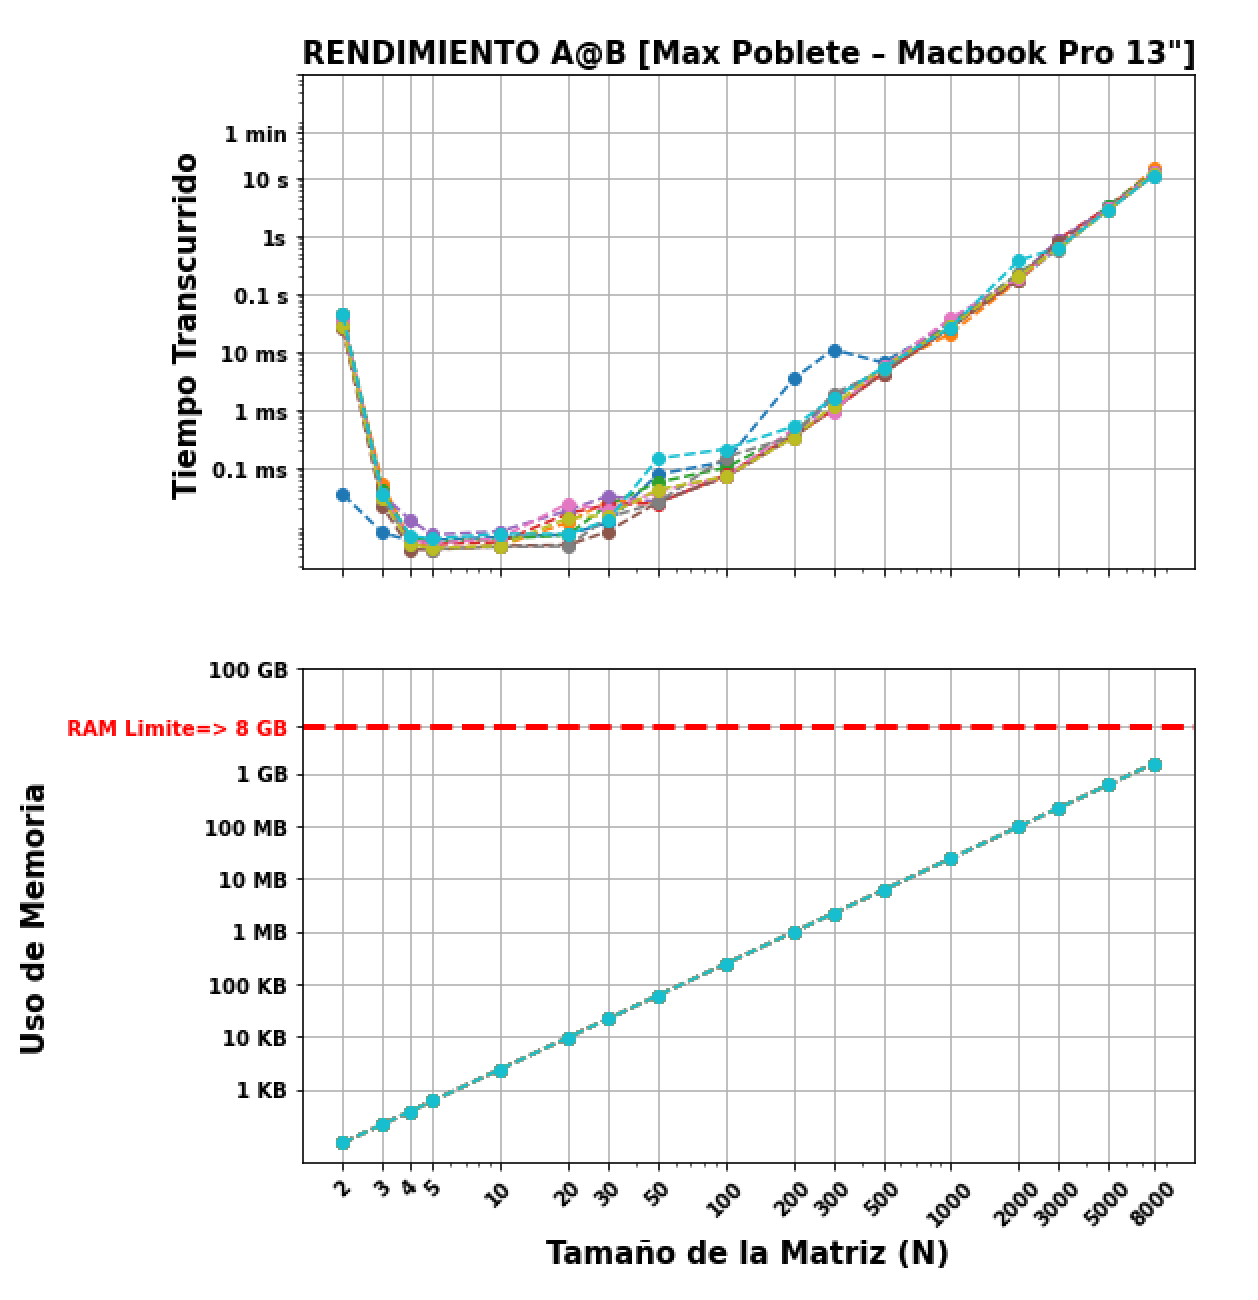 RENDIMIENTO A@B [Max Poblete – Macbook Pro 13"]
Tiempo Transcurrido
1 min
10 s
1s
0.1 s
10 ms
1 ms
0.1 ms
Uso de Memoria
100 GB
RAM Limite=> 8 GB
1 GB
100 MB
10 MB
1 MB
100 KB
10 KB
1 KB
2 3 4 5 10 20 30 50 100 200 300 500 1000 2000 3000 5000 8000
Tamaño de la Matriz (N)